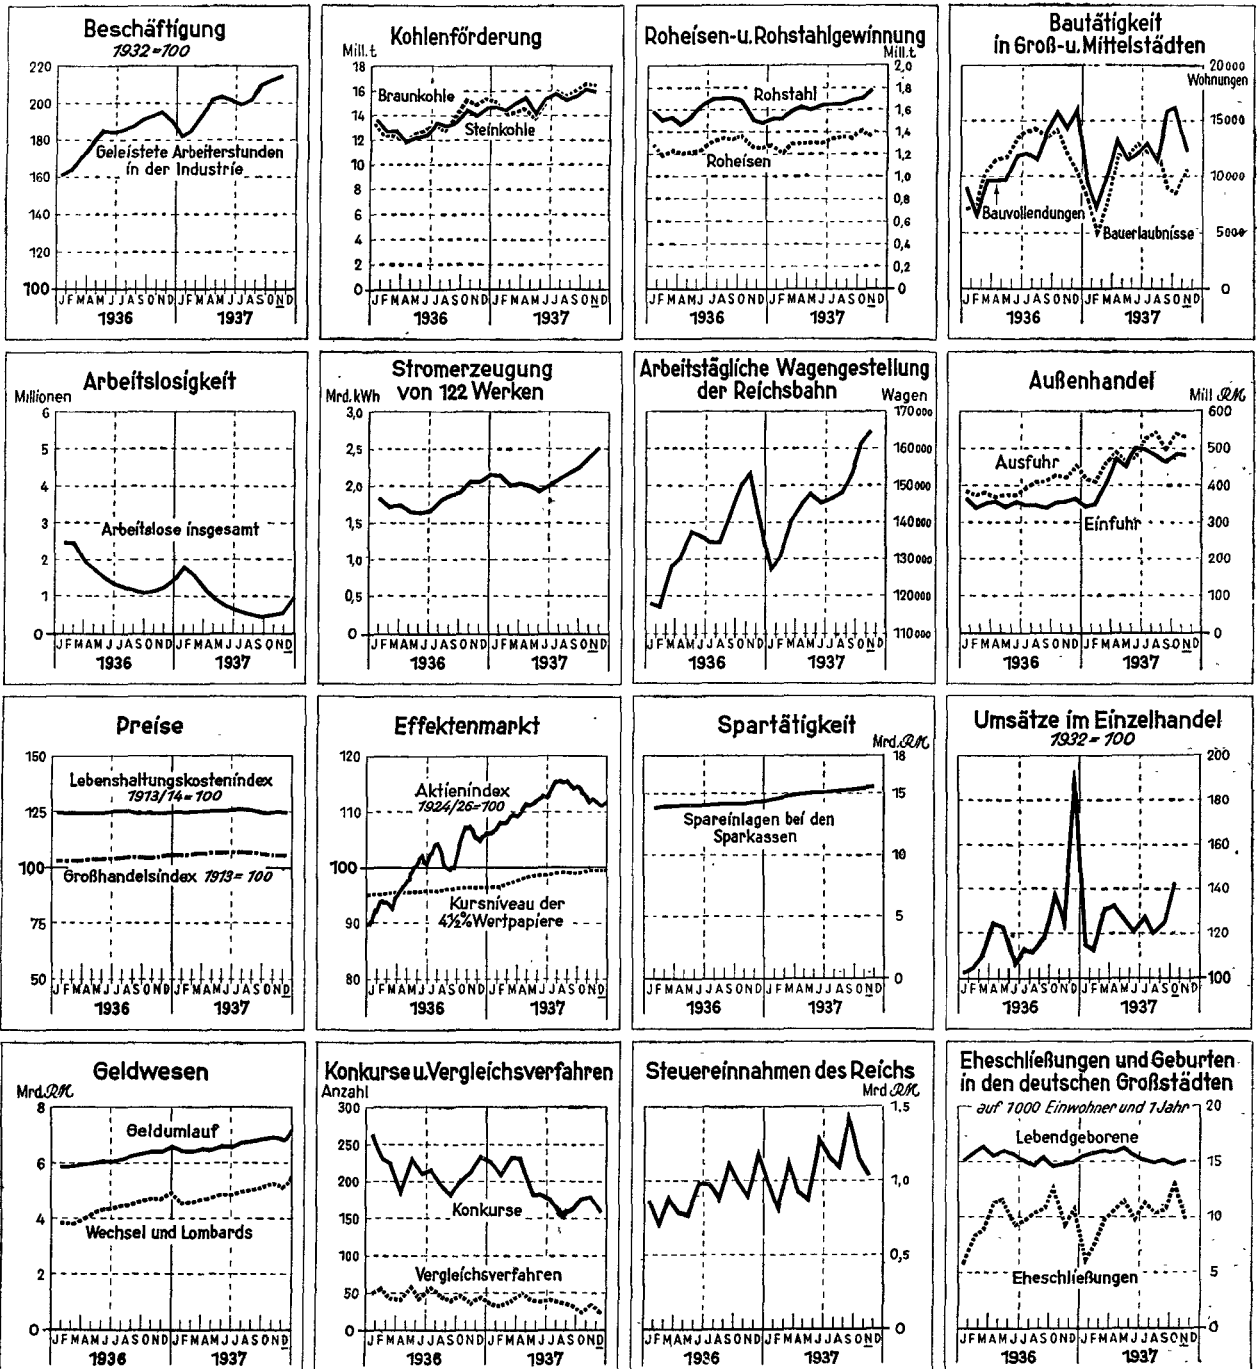 Beschäftigung
1932=100
220
200
180
160
140
120
100
Geleistete Arbeiterstunden
in der Industrie
J F M A M J J A S O N D J F M A M J J A S O N D
1936 1937
Kohlenförderung
Mill. t
18
16
14
12
10
8
6
4
2
0
Braunkohle
Steinkohle
J F M A M J J A S O N D J F M A M J J A S O N D
1936 1937
Roheisen-u. Rohstahlgewinnung
Mill. t
2,0
1,8
1,6
1,4
1,2
1,0
0,8
0,6
0,4
0,2
0
Rohstahl
Roheisen
J F M A M J J A S O N D J F M A M J J A S O N D
1936 1937
Bautätigkeit
in Groß-u. Mittelstädten
20000
Wohnungen
15000
10000
5000
0
Bauvollendungen
Bauerlaubnisse
J F M A M J J A S O N D J F M A M J J A S O N D
1936 1937
Arbeitslosigkeit
Millionen
6
5
4
3
2
1
0
Arbeitslose insgesamt
J F M A M J J A S O N D J F M A M J J A S O N D
1936 1937
Stromerzeugung
von 122 Werken
Mrd. kWh
3,0
2,5
2,0
1,5
1,0
0,5
0
J F M A M J J A S O N D J F M A M J J A S O N D
1936 1937
Arbeitstägliche Wagengestellung
der Reichsbahn
Wagen
170000
160000
150000
140000
130000
120000
110000
J F M A M J J A S O N D J F M A M J J A S O N D
1936 1937
Außenhandel
Mill RM
600
500
400
300
200
100
0
Ausfuhr
Einfuhr
J F M A M J J A S O N D J F M A M J J A S O N D
1936 1937
Preise
150
125
100
75
50
Lebenshaltungskostenindex
1913/14=100
Großhandelsindex 1913=100
J F M A M J J A S O N D J F M A M J J A S O N D
1936 1937
Effektenmarkt
120
110
100
90
80
Aktienindex
1924/26=100
Kursniveau der
4½% Wertpapiere
J F M A M J J A S O N D J F M A M J J A S O N D
1936 1937
Spartätigkeit
Mrd. RM
18
15
10
5
0
Spareinlagen bei den
Sparkassen
J F M A M J J A S O N D J F M A M J J A S O N D
1936 1937
Umsätze im Einzelhandel
1932=100
200
180
160
140
120
100
J F M A M J J A S O N D J F M A M J J A S O N D
1936 1937
Geldwesen
Mrd RM
8
6
4
2
0
Geldumlauf
Wechsel und Lombards
J F M A M J J A S O N D J F M A M J J A S O N D
1936 1937
Konkurse u. Vergleichsverfahren
Anzahl
300
250
200
150
100
50
0
Konkurse
Vergleichsverfahren
J F M A M J J A S O N D J F M A M J J A S O N D
1936 1937
Steuereinnahmen des Reichs
Mrd RM
1,5
1,0
0,5
0
J F M A M J J A S O N D J F M A M J J A S O N D
1936 1937
Eheschließungen und Geburten
in den deutschen Großstädten
auf 1000 Einwohner und 1 Jahr
20
15
10
5
0
Lebendgeborene
Eheschließungen
J F M A M J J A S O N D J F M A M J J A S O N D
1936 1937